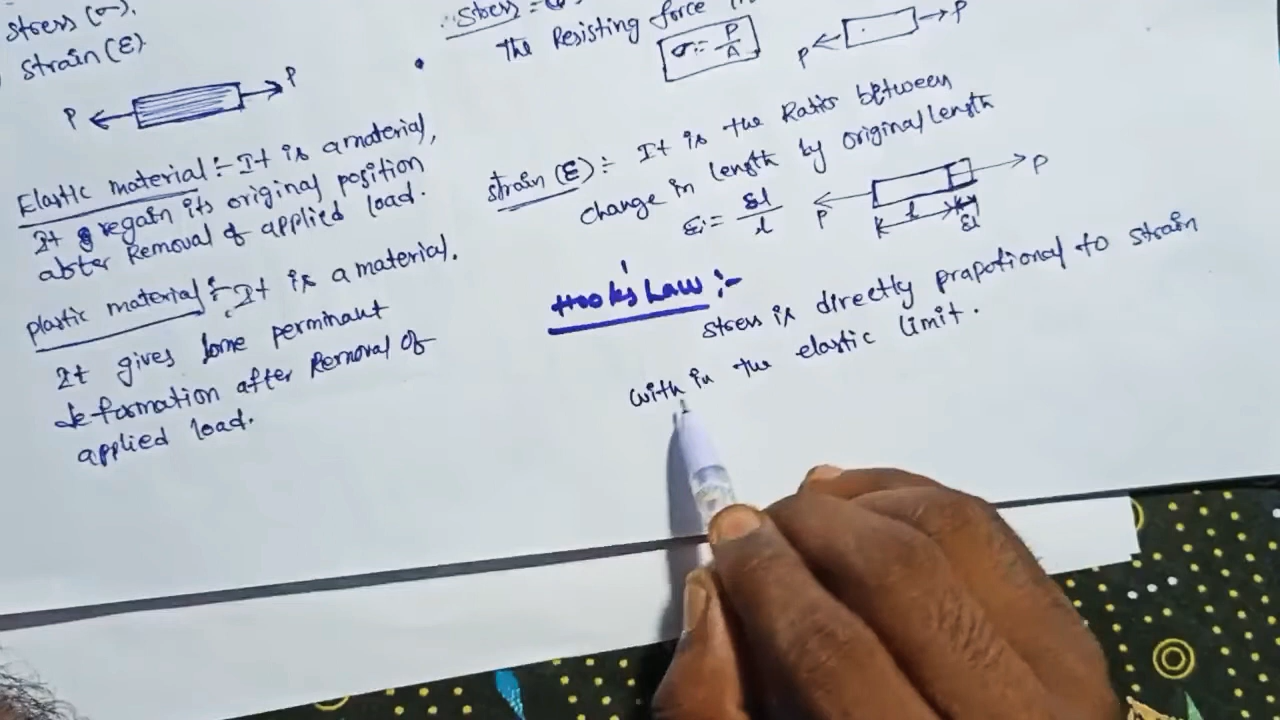 stress (σ).
strain (ε)
P P
Elastic material :- It is a material,
It regain its original position
abter Removal of applied load.
plastic material :- It is a material.
It gives some perminant
deformation after Removal of
applied load.
∴ stress =
the Resisting force
σ = P/A
P P
strain (ε) :- It is the Ratio between
change in length by original length
ε = δl/l
P P
l δl
Hook's Law :-
stress is directly prapotional to strain
with in the elastic limit.